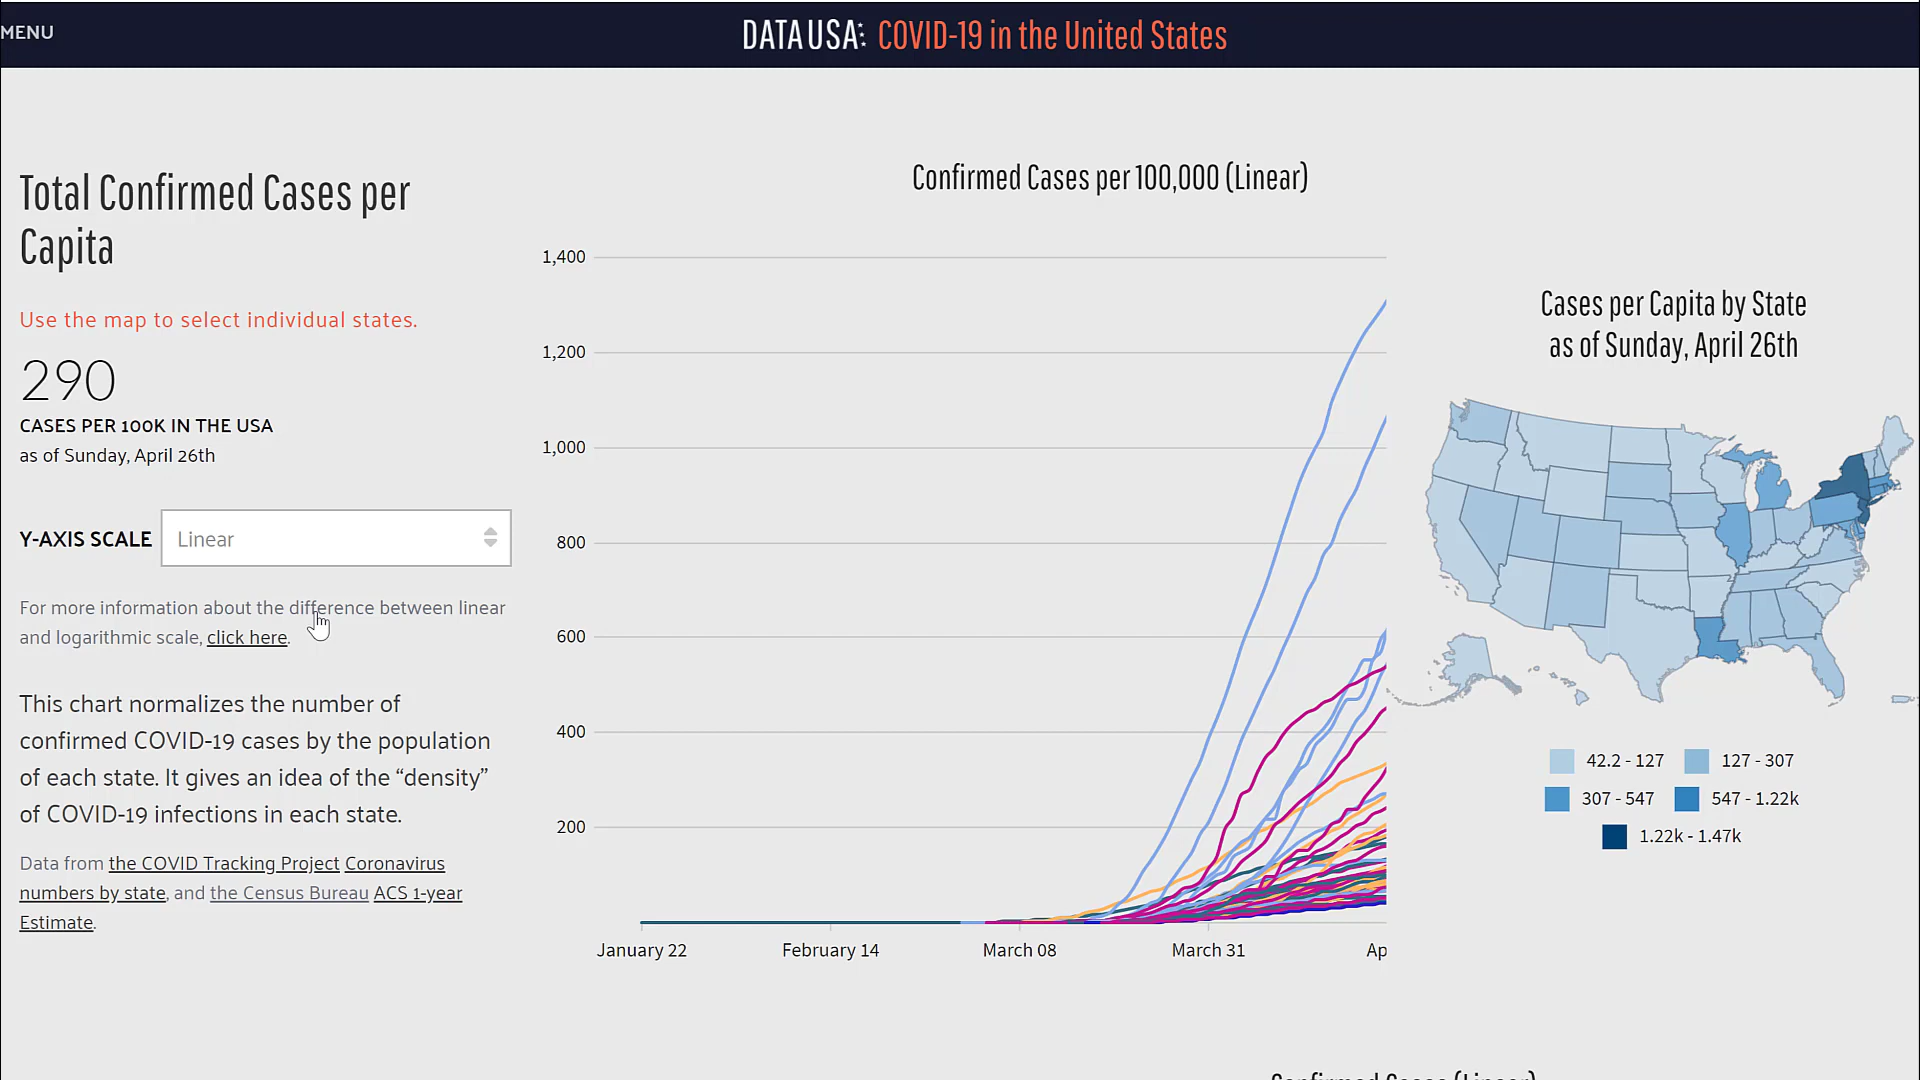 MENU
DATA USA: COVID-19 in the United States
Total Confirmed Cases per
Capita
Use the map to select individual states.
290
CASES PER 100K IN THE USA
as of Sunday, April 26th
Y-AXIS SCALE Linear
For more information about the difference between linear
and logarithmic scale, click here.
This chart normalizes the number of
confirmed COVID-19 cases by the population
of each state. It gives an idea of the “density”
of COVID-19 infections in each state.
Data from the COVID Tracking Project Coronavirus
numbers by state, and the Census Bureau ACS 1-year
Estimate.
Confirmed Cases per 100,000 (Linear)
1,400
1,200
1,000
800
600
400
200
January 22 February 14 March 08 March 31 Ap
Cases per Capita by State
as of Sunday, April 26th
42.2 - 127 127 - 307
307 - 547 547 - 1.22k
1.22k - 1.47k
Confirmed Cases (Linear)